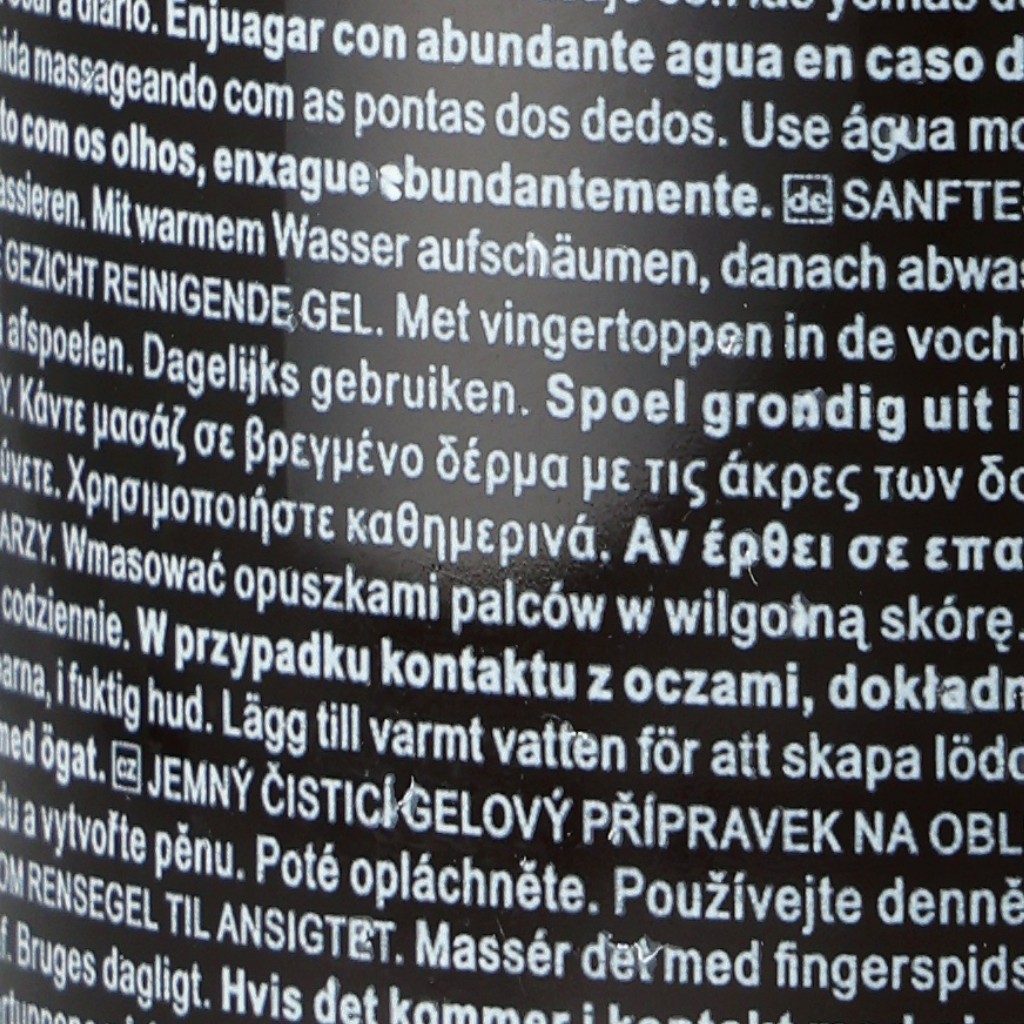 a diario. Enjuagar con abundante agua en caso d
massageando com as pontas dos dedos. Use água mo
to com os olhos, enxague abundantemente. de SANFTE
assieren. Mit warmem Wasser aufschäumen, danach abwas
GEZICHT REINIGENDE GEL. Met vingertoppen in de vocht
afspoelen. Dagelijks gebruiken. Spoel grondig uit i
Υ. Κάντε μασάζ σε βρεγμένο δέρμα με τις άκρες των δα
ύνετε. Χρησιμοποιήστε καθημερινά. Αν έρθει σε επα
ARZY. Wmasować opuszkami palców w wilgotną skórę.
codziennie. W przypadku kontaktu z oczami, dokładn
arna, i fuktig hud. Lägg till varmt vatten för att skapa lödd
med ögat. cz JEMNÝ ČISTICÍ GELOVÝ PŘÍPRAVEK NA OBL
du a vytvořte pěnu. Poté opláchněte. Používejte denně
OM RENSEGEL TIL ANSIGTET. Massér det med fingerspids
f. Bruges dagligt. Hvis det kommer i kontakt